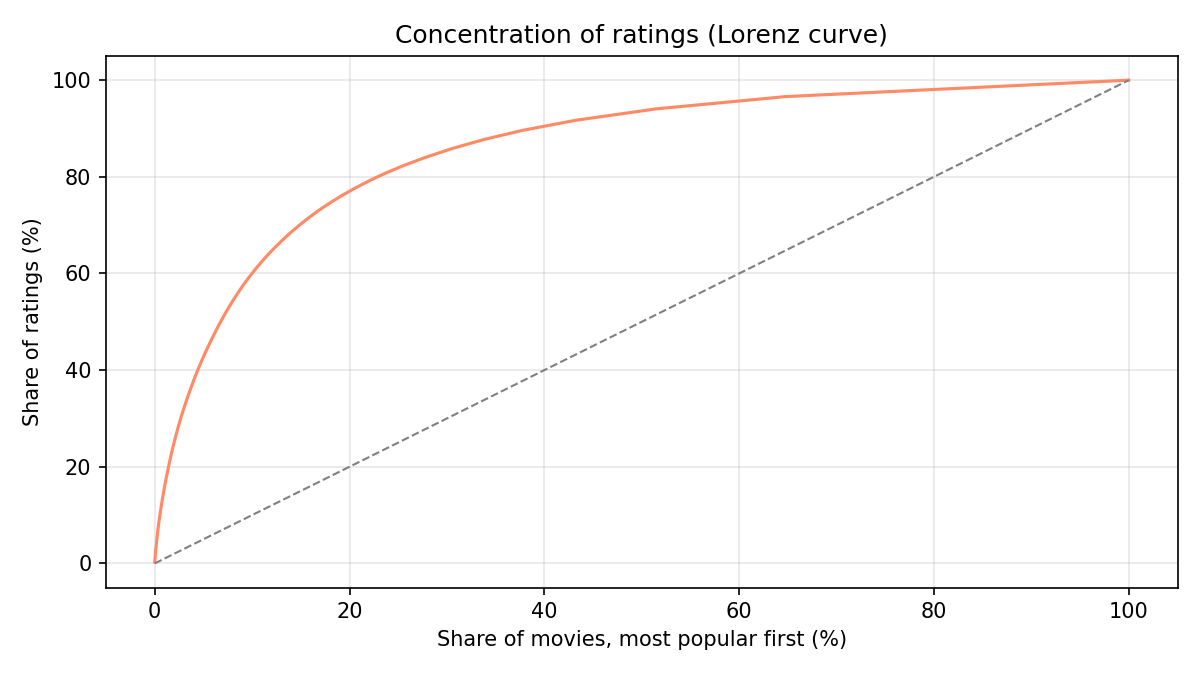 Concentration of ratings (Lorenz curve)
Share of ratings (%)
100
80
60
40
20
0
0 20 40 60 80 100
Share of movies, most popular first (%)